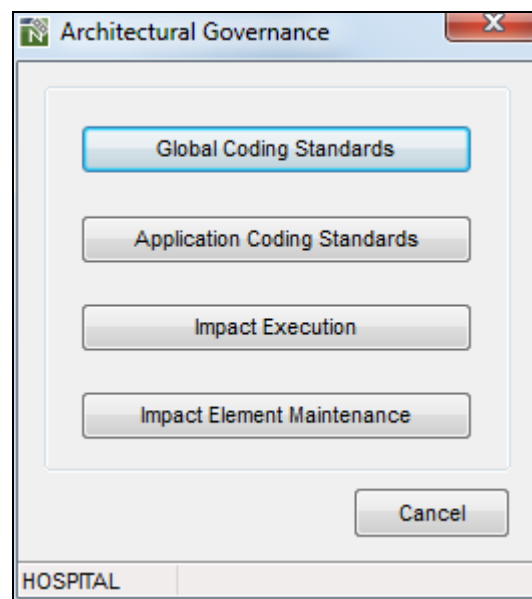 Architectural Governance
Global Coding Standards
Application Coding Standards
Impact Execution
Impact Element Maintenance
Cancel
HOSPITAL